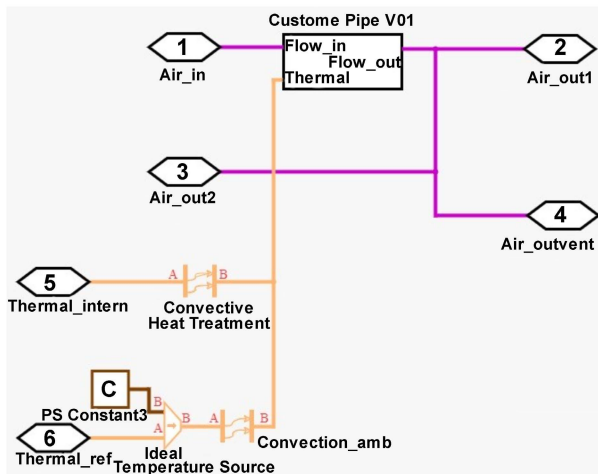 Custome Pipe V01
1
Flow_in
2
Flow_out
Air_in
Thermal
Air_out1
3
Air_out2
4
Air_outvent
A
B
5
Thermal_intern
Convective
Heat Treatment
C
B
PS Constant3
A
B
A
B
6
Thermal_ref
Ideal
Temperature Source
Convection_amb